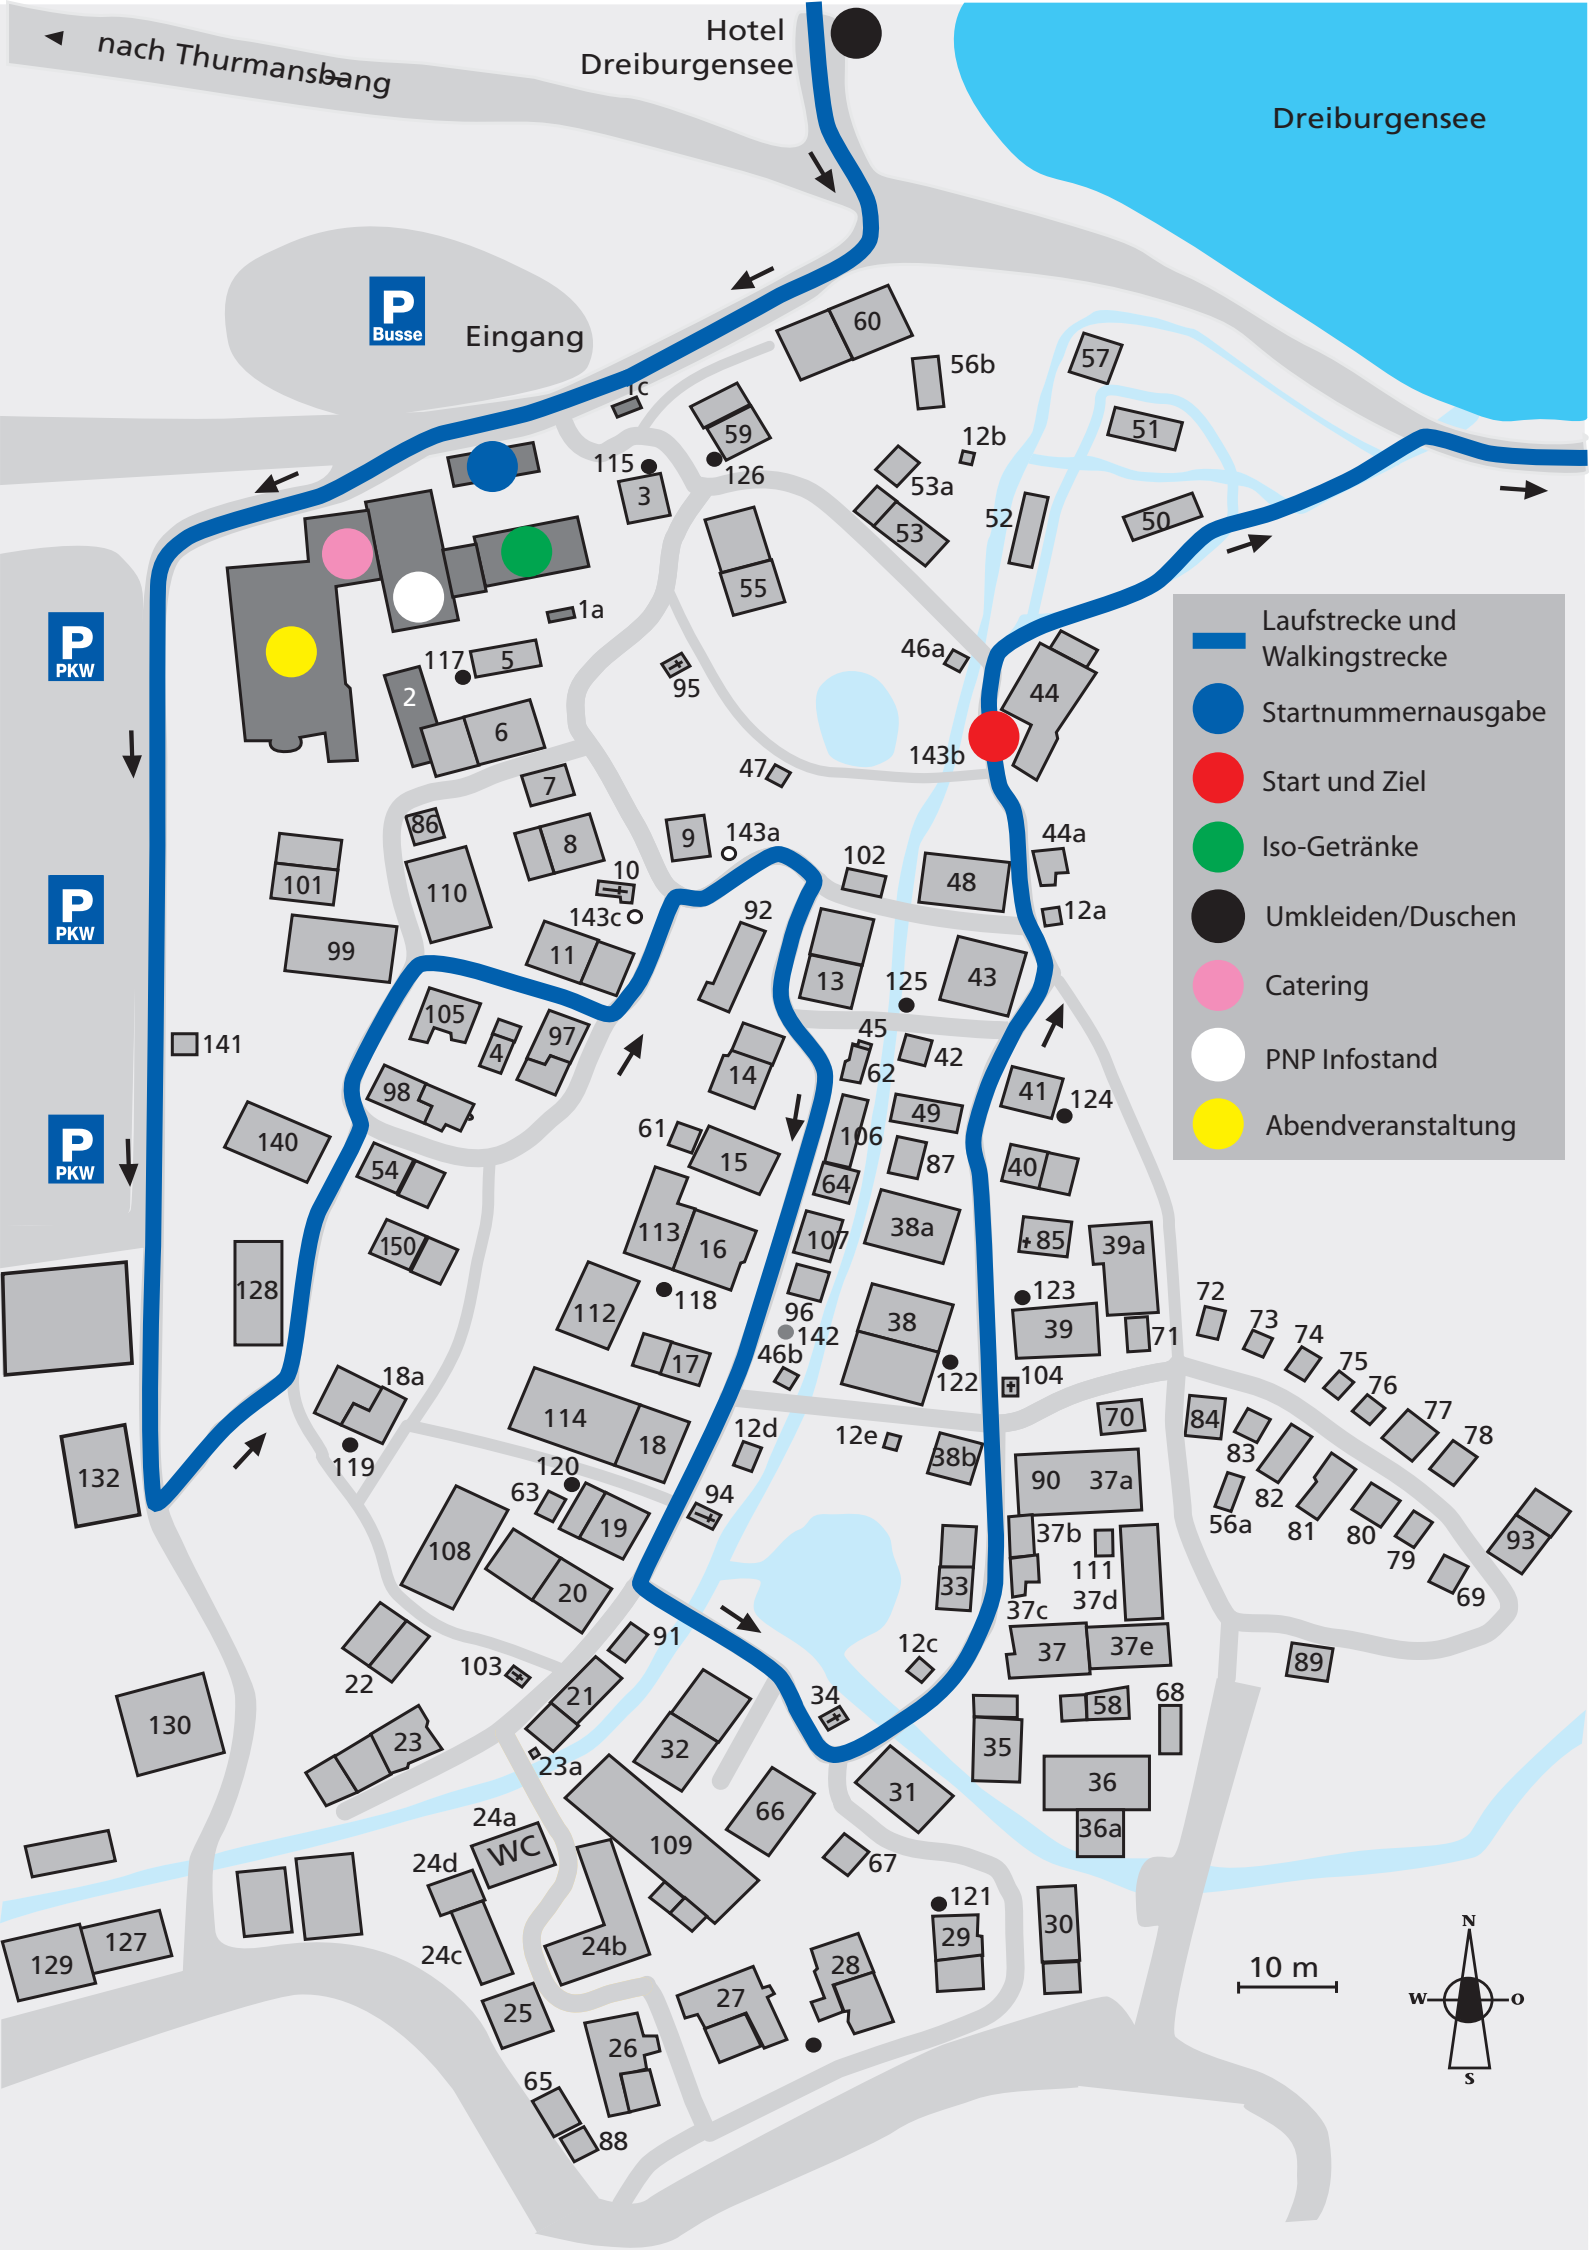 Hotel
Dreiburgensee
nach Thurmansbang
Dreiburgensee
P
Busse
Eingang
60
57
56b
1c
51
59
12b
115
126
3
53a
53
52
50
55
1a
P
PKW
Laufstrecke und
Walkingstrecke
Startnummernausgabe
Start und Ziel
Iso-Getränke
Umkleiden/Duschen
Catering
PNP Infostand
Abendveranstaltung
117
5
46a
95
2
44
6
143b
47
7
86
9
143a
44a
8
102
101
10
48
110
P
PKW
143c
92
12a
99
11
13
43
125
105
97
45
141
4
42
14
62
98
41
124
49
61
106
140
15
87
P
PKW
54
40
64
113
107
38a
85
39a
150
16
128
118
123
72
112
96
38
39
73
142
71
74
17
46b
75
18a
122
104
76
114
84
70
77
18
12d
12e
83
78
119
38b
132
120
90
37a
63
94
82
56a
19
37b
81
80
93
108
111
79
20
33
37d
69
37c
91
12c
37
37e
103
89
22
21
34
68
58
130
23
32
35
23a
36
31
66
24a
36a
WC
109
24d
67
121
29
30
N
127
24b
24c
129
28
10 m
W
O
27
25
26
S
65
88